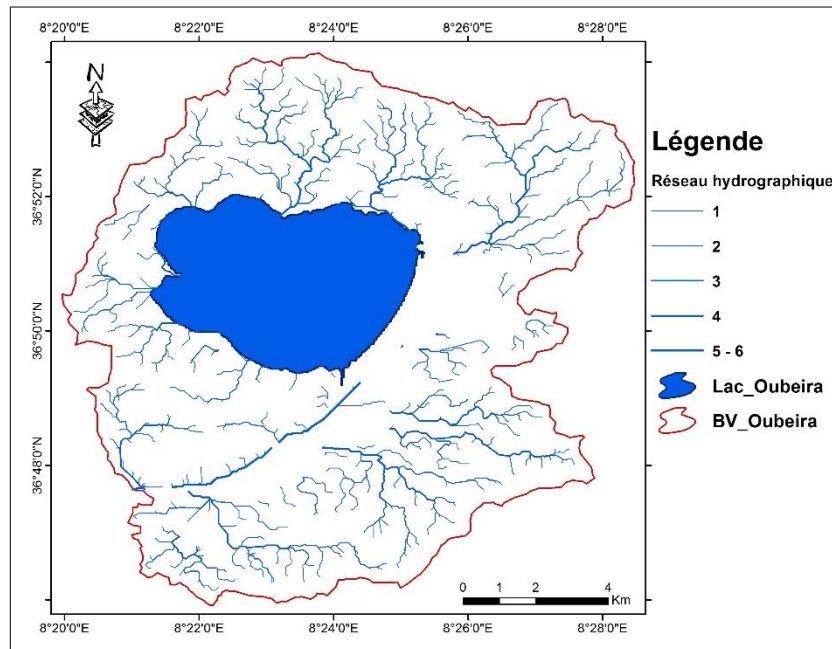 8°20'0"E 8°22'0"E 8°24'0"E 8°26'0"E 8°28'0"E
N
36°52'0"N
36°50'0"N
36°48'0"N
Légende
Réseau hydrographique
1
2
3
4
5 - 6
Lac_Oubeira
BV_Oubeira
0 1 2 4
Km
8°20'0"E 8°22'0"E 8°24'0"E 8°26'0"E 8°28'0"E